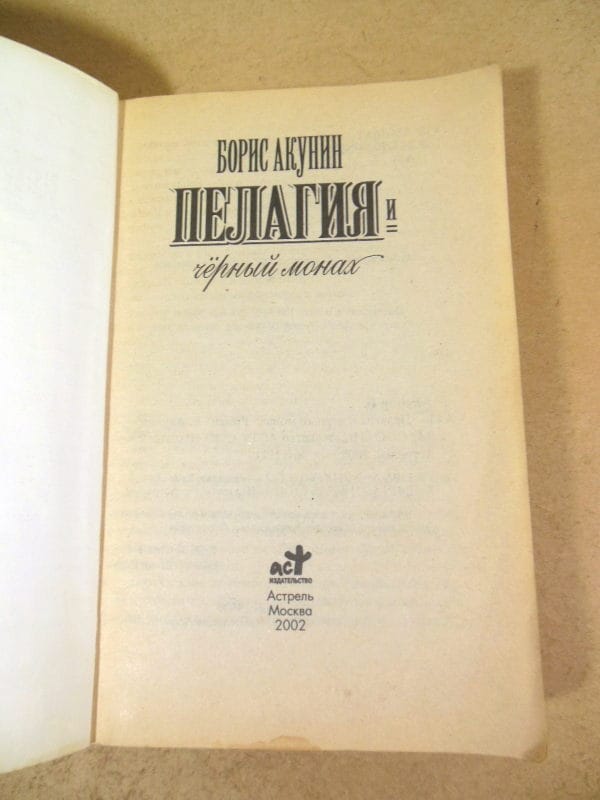 БОРИС АКУНИН
ПЕЛАГИЯ и
чёрный монах
аст
ИЗДАТЕЛЬСТВО
Астрель
Москва
2002